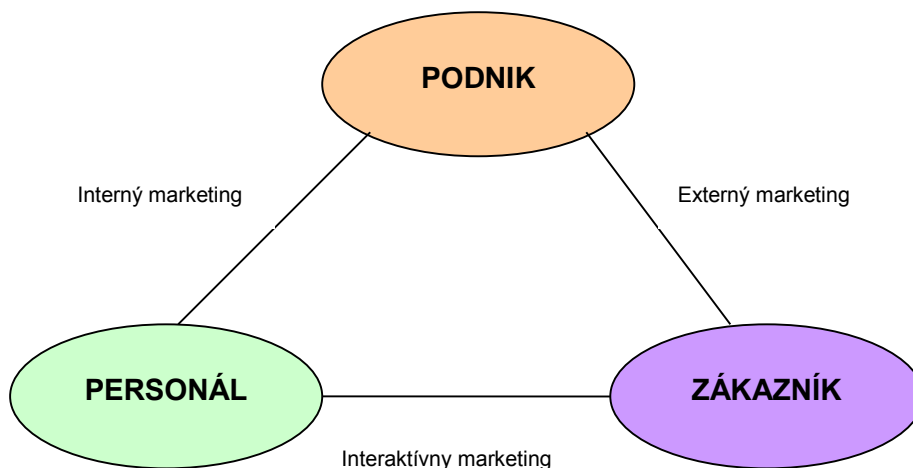 PODNIK
Interný marketing
Externý marketing
PERSONÁL
ZÁKAZNÍK
Interaktívny marketing